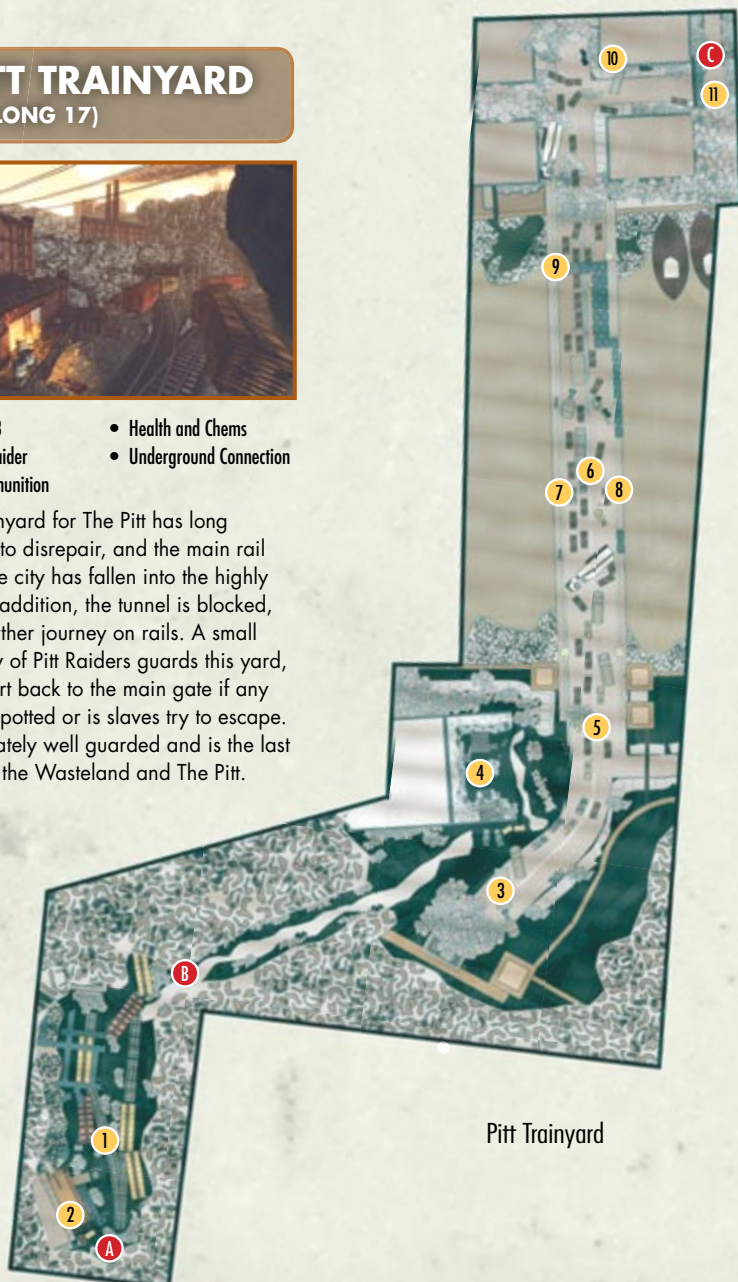 TT TRAINYARD
LONG 17)
• Health and Chems
aider
• Underground Connection
munition
nyard for The Pitt has long
to disrepair, and the main rail
e city has fallen into the highly
addition, the tunnel is blocked,
ther journey on rails. A small
y of Pitt Raiders guards this yard,
rt back to the main gate if any
potted or is slaves try to escape.
ately well guarded and is the last
the Wasteland and The Pitt.
10
C
11
9
6
7
8
5
4
3
B
1
2
A
Pitt Trainyard